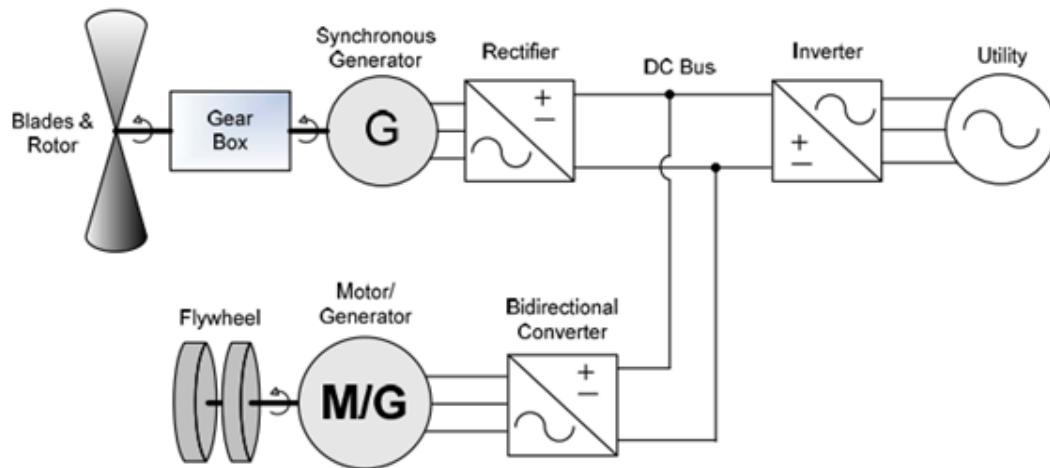 Blades &
Rotor
Gear
Box
Synchronous
Generator
G
Rectifier
+
−
DC Bus
Inverter
+
−
Utility
Flywheel
Motor/
Generator
M/G
Bidirectional
Converter
+
−